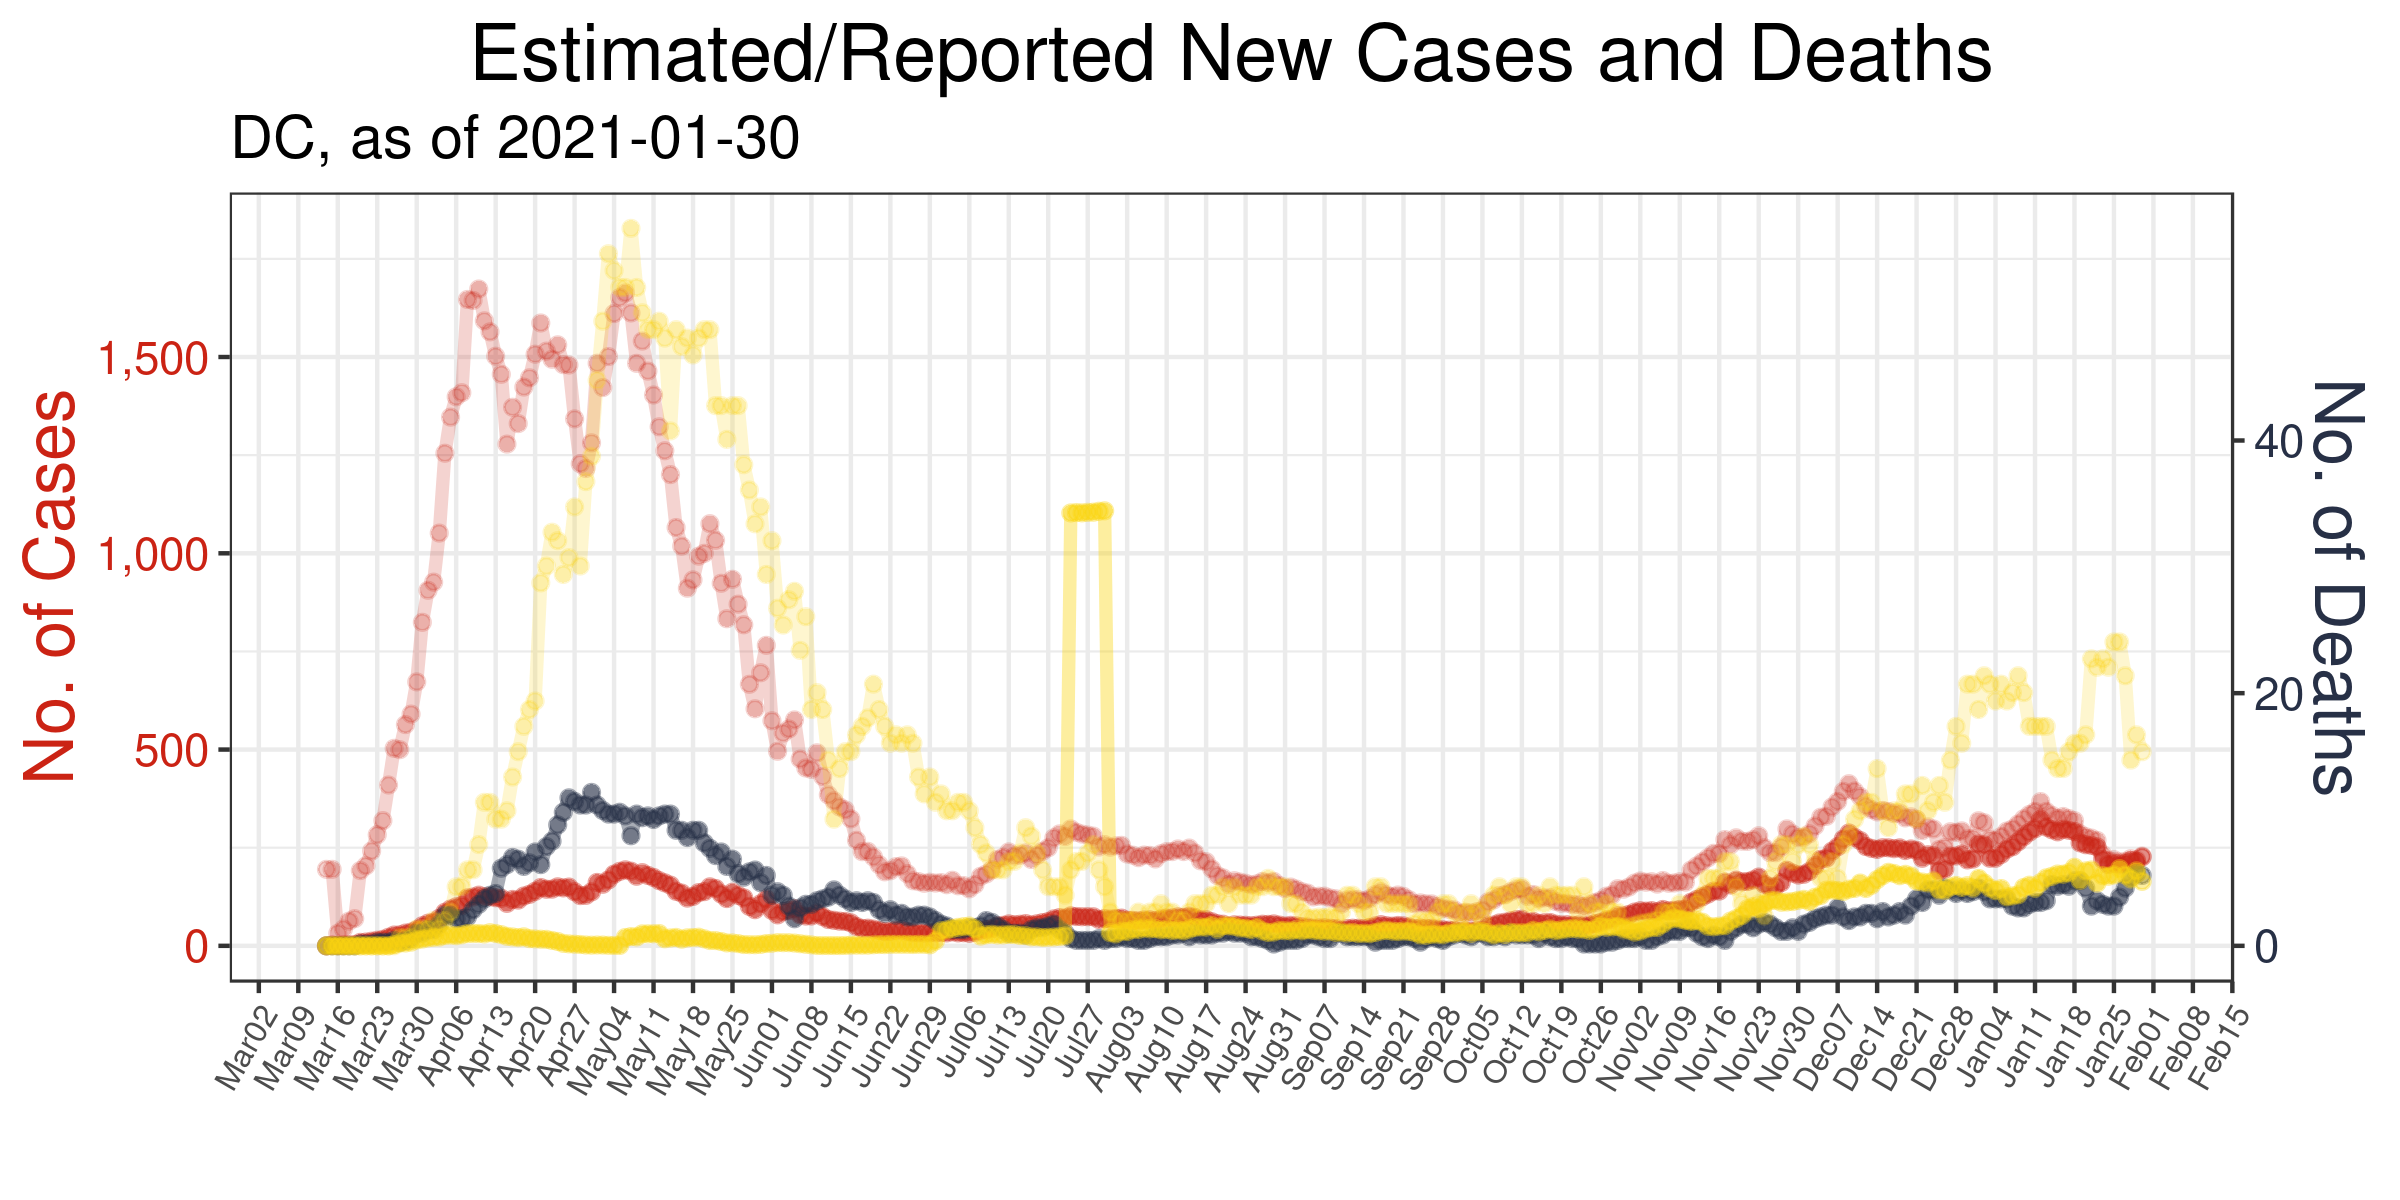 Estimated/Reported New Cases and Deaths
DC, as of 2021-01-30
No. of Cases
1,500
1,000
500
0
No. of Deaths
40
20
0
Mar02
Mar09
Mar16
Mar23
Mar30
Apr06
Apr13
Apr20
Apr27
May04
May11
May18
May25
Jun01
Jun08
Jun15
Jun22
Jun29
Jul06
Jul13
Jul20
Jul27
Aug03
Aug10
Aug17
Aug24
Aug31
Sep07
Sep14
Sep21
Sep28
Oct05
Oct12
Oct19
Oct26
Nov02
Nov09
Nov16
Nov23
Nov30
Dec07
Dec14
Dec21
Dec28
Jan04
Jan11
Jan18
Jan25
Feb01
Feb08
Feb15